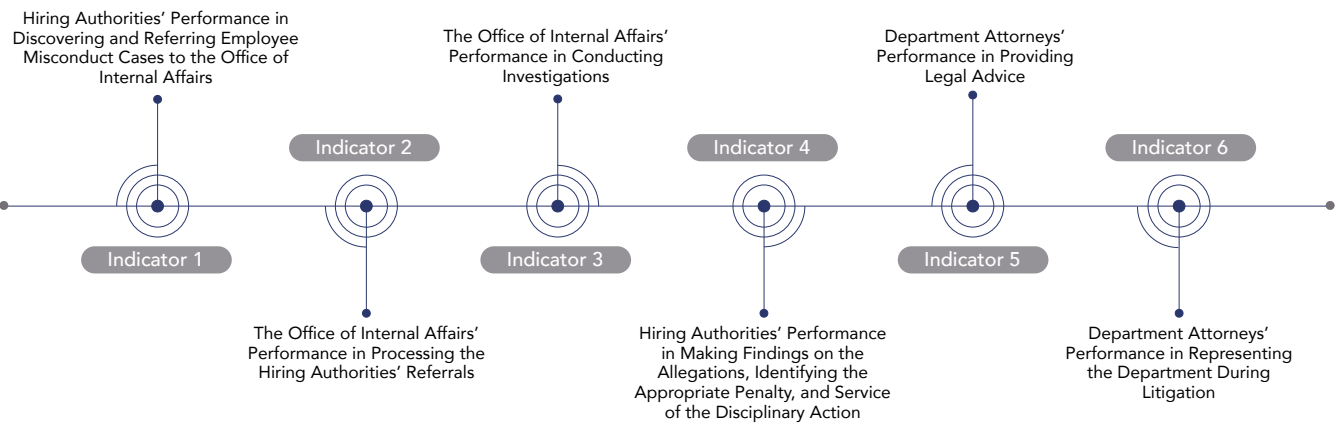 Hiring Authorities’ Performance in
Discovering and Referring Employee
Misconduct Cases to the Office of
Internal Affairs
Indicator 1
Indicator 2
The Office of Internal Affairs’
Performance in Processing the
Hiring Authorities’ Referrals
The Office of Internal Affairs’
Performance in Conducting
Investigations
Indicator 3
Indicator 4
Hiring Authorities’ Performance
in Making Findings on the
Allegations, Identifying the
Appropriate Penalty, and Service
of the Disciplinary Action
Department Attorneys’
Performance in Providing
Legal Advice
Indicator 5
Indicator 6
Department Attorneys’
Performance in Representing
the Department During
Litigation